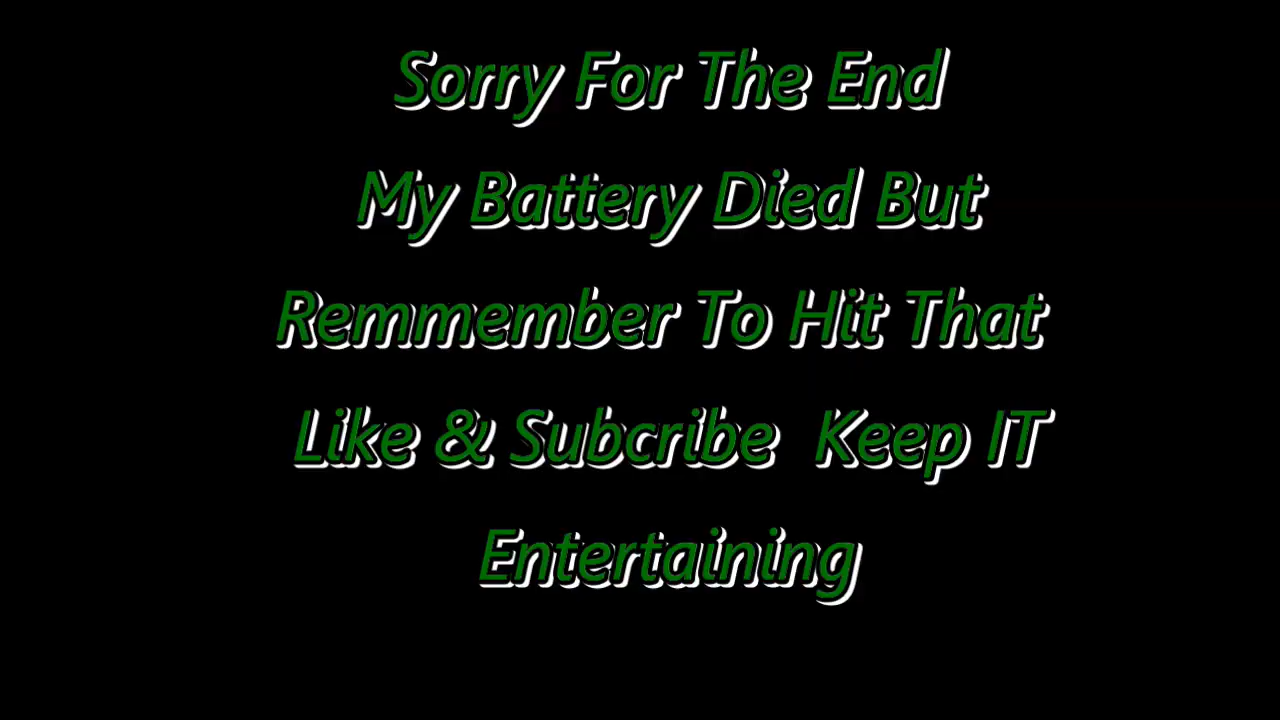 Sorry For The End
My Battery Died But
Remmember To Hit That
Like & Subcribe  Keep IT
Entertaining